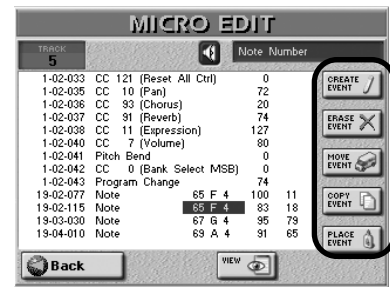 MICRO EDIT
TRACK
5
Note Number
1-02-033 CC 121 (Reset All Ctrl) 0
1-02-035 CC 10 (Pan) 72
1-02-036 CC 93 (Chorus) 20
1-02-037 CC 91 (Reverb) 74
1-02-038 CC 11 (Expression) 127
1-02-040 CC 7 (Volume) 80
1-02-041 Pitch Bend 0
1-02-042 CC 0 (Bank Select MSB) 0
1-02-043 Program Change 74
19-02-077 Note 65 F 4 100 11
19-02-115 Note 65 F 4 83 18
19-03-030 Note 67 G 4 95 79
19-04-010 Note 69 A 4 91 65
CREATE
EVENT
ERASE
EVENT
MOVE
EVENT
COPY
EVENT
PLACE
EVENT
Back
VIEW